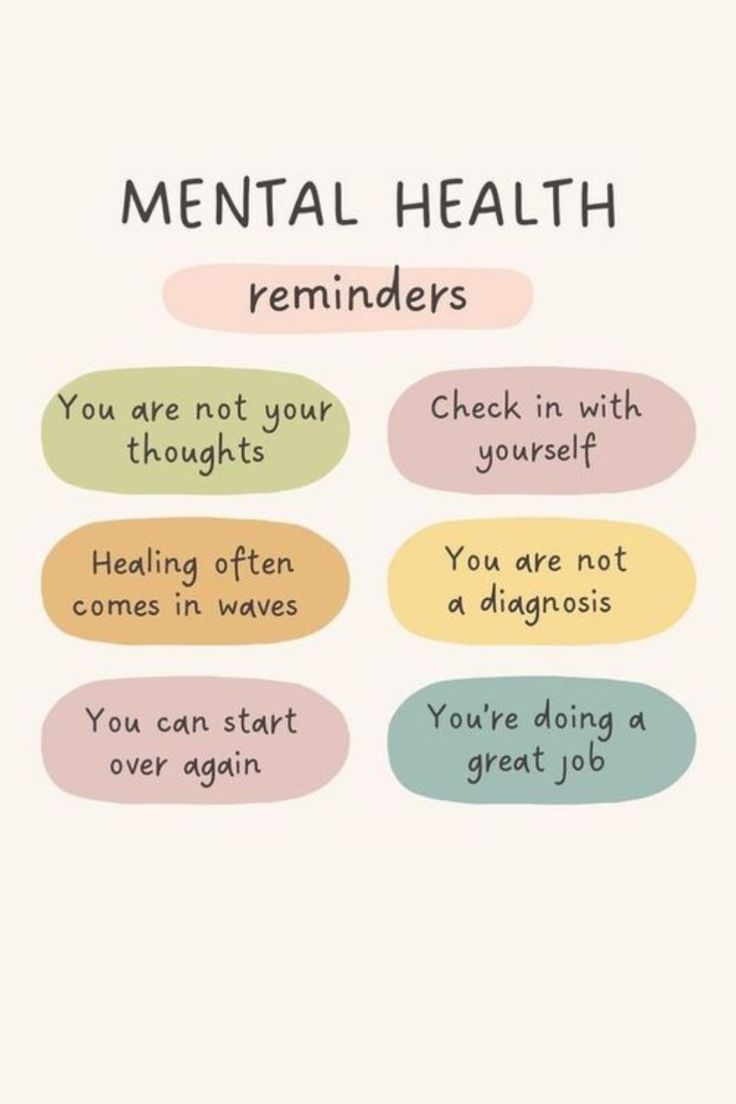 MENTAL HEALTH
reminders
You are not your
thoughts
Check in with
yourself
Healing often
comes in waves
You are not
a diagnosis
You can start
over again
You're doing a
great job